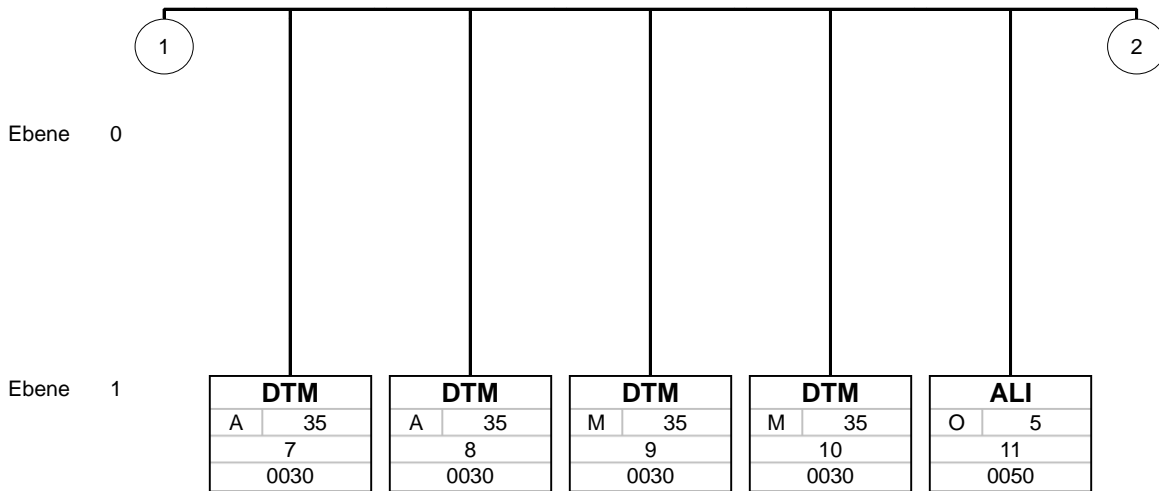 1 2
Ebene 0
Ebene 1
DTM DTM DTM DTM ALI
A 35 A 35 M 35 M 35 O 5
7 8 9 10 11
0030 0030 0030 0030 0050